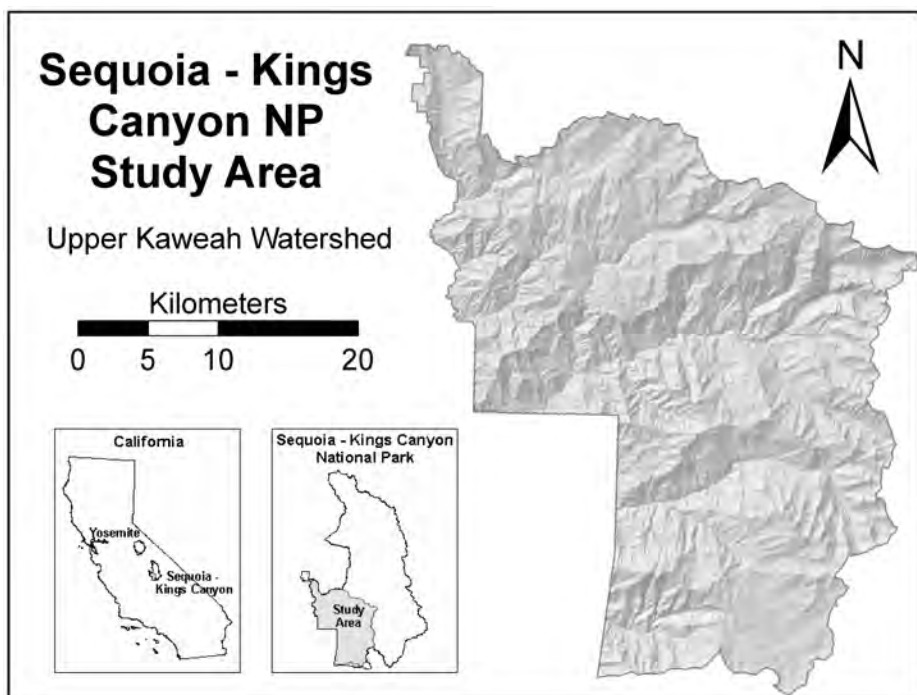 Sequoia - Kings
Canyon NP
Study Area
Upper Kaweah Watershed
Kilometers
0 5 10 20
N
California
Yosemite
Sequoia -
Kings Canyon
Sequoia - Kings Canyon
National Park
Study
Area